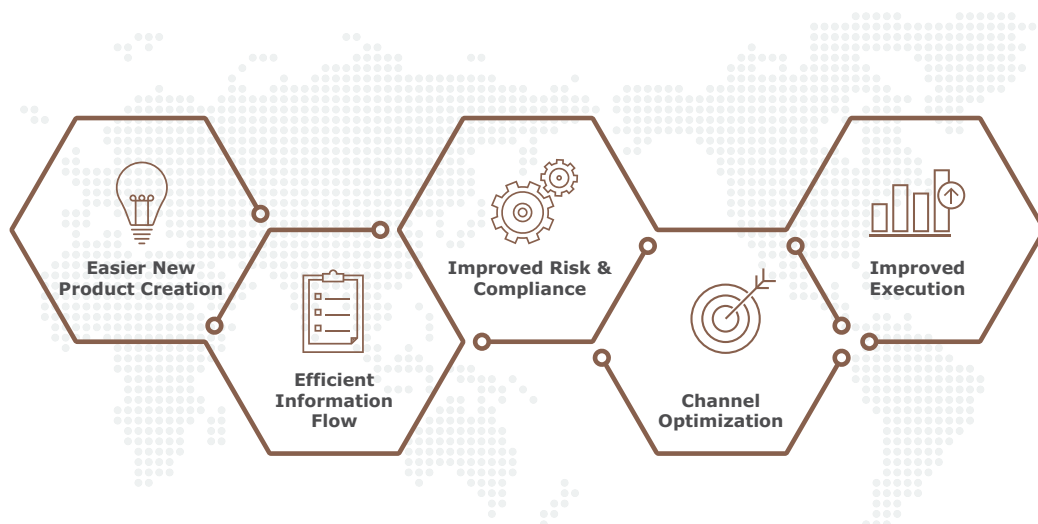 Easier New
Product Creation
Efficient
Information
Flow
Improved Risk &
Compliance
Channel
Optimization
Improved
Execution